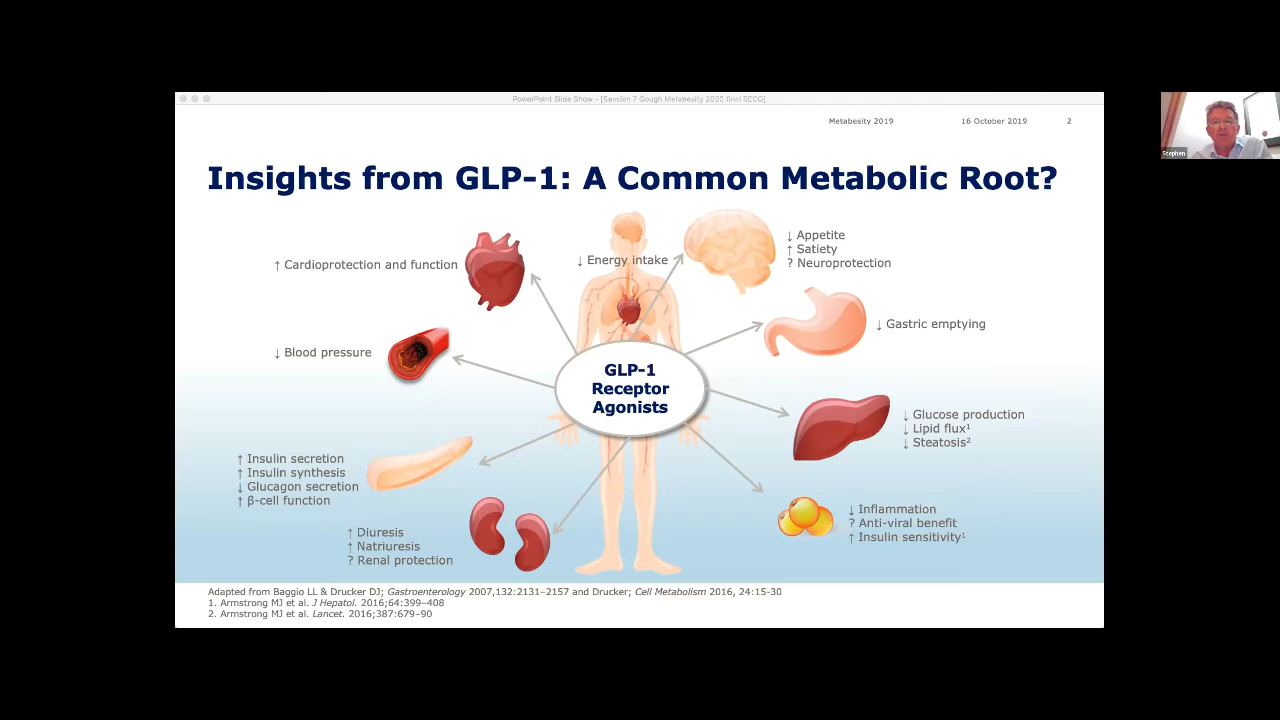 PowerPoint Slide Show - [Session 7 Gough Metabesity 2020 final SECG]
Metabesity 2019 16 October 2019 2
Stephen
Insights from GLP-1: A Common Metabolic Root?
↑ Cardioprotection and function
↓ Energy intake
↓ Appetite
↑ Satiety
? Neuroprotection
↓ Gastric emptying
↓ Blood pressure
GLP-1
Receptor
Agonists
↓ Glucose production
↓ Lipid flux¹
↓ Steatosis²
↑ Insulin secretion
↑ Insulin synthesis
↓ Glucagon secretion
↑ β-cell function
↑ Diuresis
↑ Natriuresis
? Renal protection
↓ Inflammation
? Anti-viral benefit
↑ Insulin sensitivity¹
Adapted from Baggio LL & Drucker DJ; Gastroenterology 2007,132:2131–2157 and Drucker; Cell Metabolism 2016, 24:15-30
1. Armstrong MJ et al. J Hepatol. 2016;64:399–408
2. Armstrong MJ et al. Lancet. 2016;387:679–90